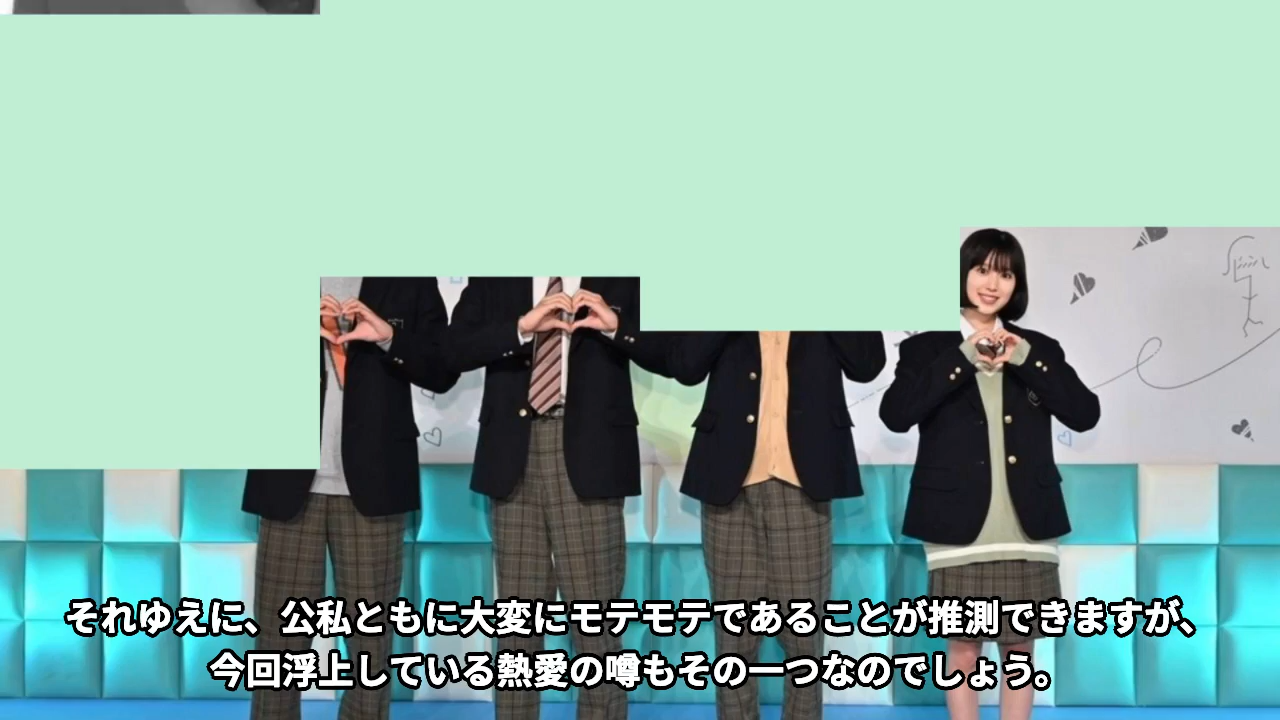 それゆえに、公私ともに大変にモテモテであることが推測できますが、
今回浮上している熱愛の噂もその一つなのでしょう。